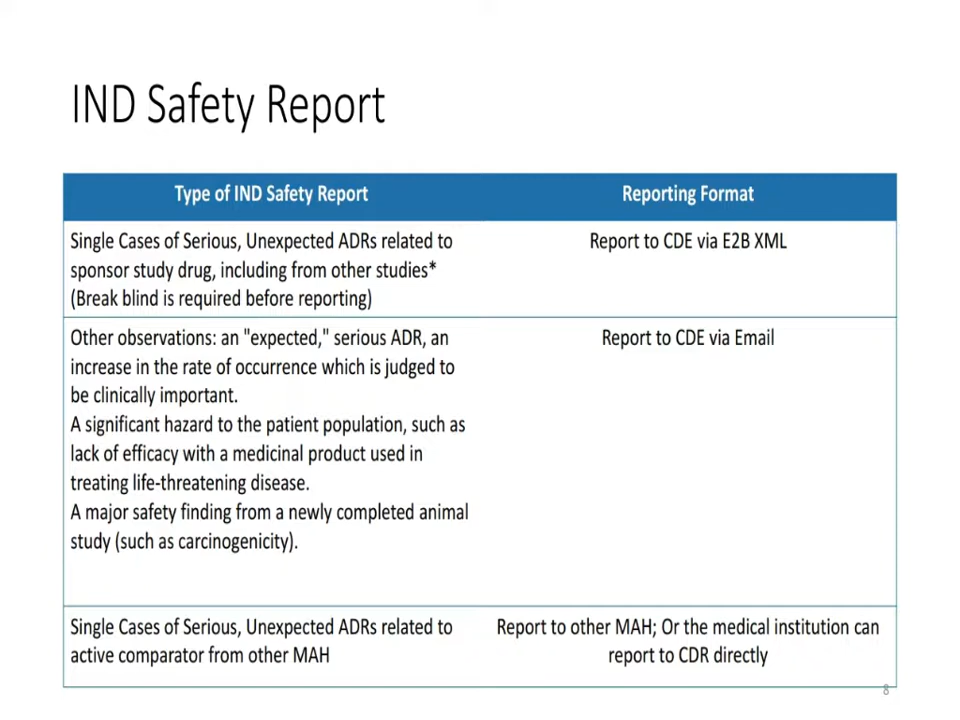 IND Safety Report
Type of IND Safety Report
Reporting Format
Single Cases of Serious, Unexpected ADRs related to
sponsor study drug, including from other studies*
(Break blind is required before reporting)
Report to CDE via E2B XML
Other observations: an "expected," serious ADR, an
increase in the rate of occurrence which is judged to
be clinically important.
A significant hazard to the patient population, such as
lack of efficacy with a medicinal product used in
treating life-threatening disease.
A major safety finding from a newly completed animal
study (such as carcinogenicity).
Report to CDE via Email
Single Cases of Serious, Unexpected ADRs related to
active comparator from other MAH
Report to other MAH; Or the medical institution can
report to CDR directly
8